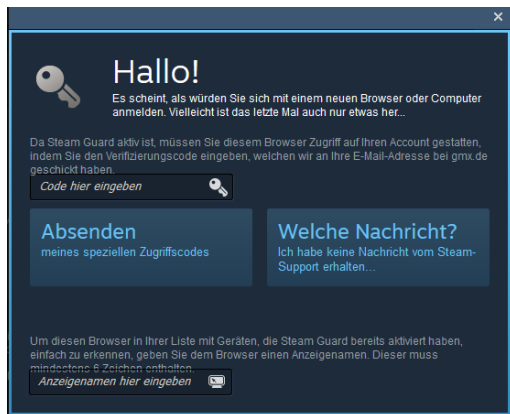 Hallo!
Es scheint, als würden Sie sich mit einem neuen Browser oder Computer
anmelden. Vielleicht ist das letzte Mal auch nur etwas her...
Da Steam Guard aktiv ist, müssen Sie diesem Browser Zugriff auf Ihren Account gestatten,
indem Sie den Verifizierungscode eingeben, welchen wir an Ihre E-Mail-Adresse bei gmx.de
geschickt haben.
Code hier eingeben
Absenden
meines speziellen Zugriffscodes
Welche Nachricht?
Ich habe keine Nachricht vom Steam-
Support erhalten...
Um diesen Browser in Ihrer Liste mit Geräten, die Steam Guard bereits aktiviert haben,
einfach zu erkennen, geben Sie dem Browser einen Anzeigenamen. Dieser muss
mindestens 6 Zeichen enthalten.
Anzeigenamen hier eingeben